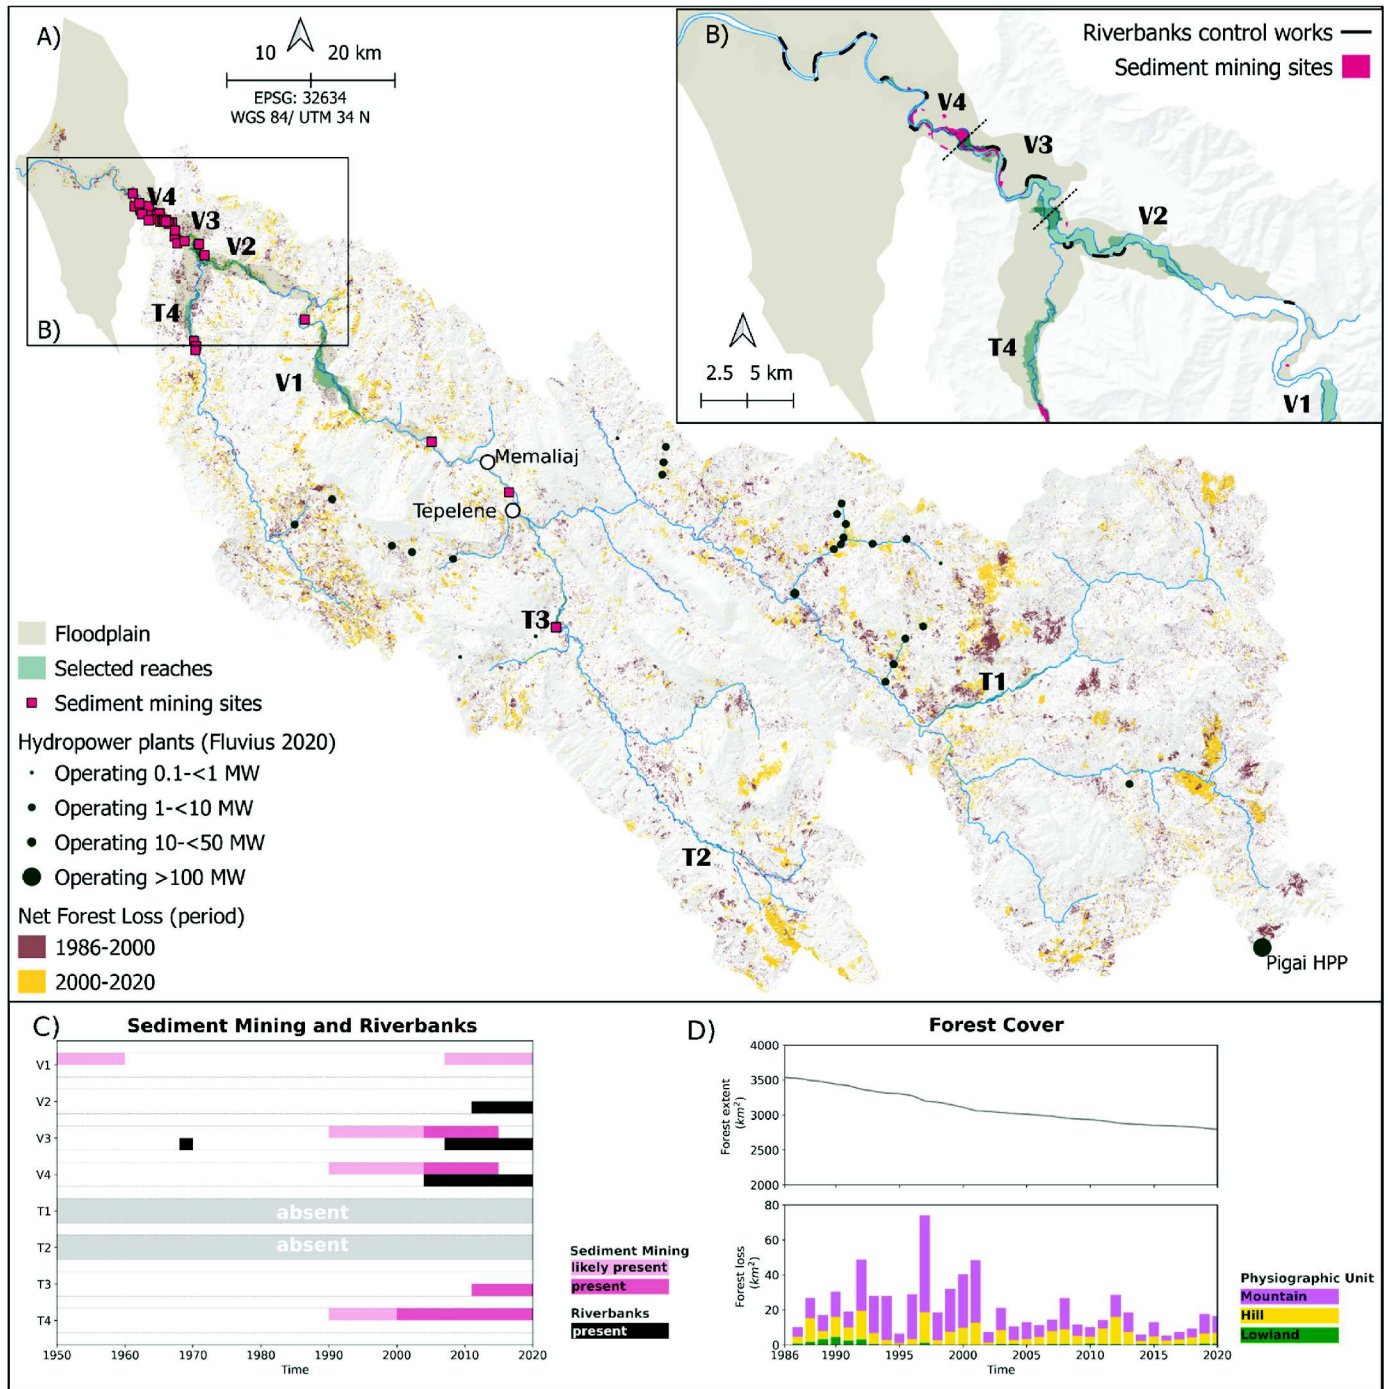 A)
10 20 km
EPSG: 32634
WGS 84/ UTM 34 N
V4
V3
V2
T4
B)
V1
Memaliaj
Tepelene
T3
T1
T2
Pigai HPP
B)
Riverbanks control works
Sediment mining sites
V4
V3
V2
T4
V1
2.5 5 km
Floodplain
Selected reaches
Sediment mining sites
Hydropower plants (Fluvius 2020)
Operating 0.1-<1 MW
Operating 1-<10 MW
Operating 10-<50 MW
Operating >100 MW
Net Forest Loss (period)
1986-2000
2000-2020
C)
Sediment Mining and Riverbanks
V1
V2
V3
V4
T1
absent
T2
absent
T3
T4
1950 1960 1970 1980 1990 2000 2010 2020
Time
Sediment Mining
likely present
present
Riverbanks
present
D)
Forest Cover
4000
3500
3000
2500
2000
Forest extent
(km²)
80
60
40
20
0
Forest loss
(km²)
1986 1990 1995 2000 2005 2010 2015 2020
Time
Physiographic Unit
Mountain
Hill
Lowland